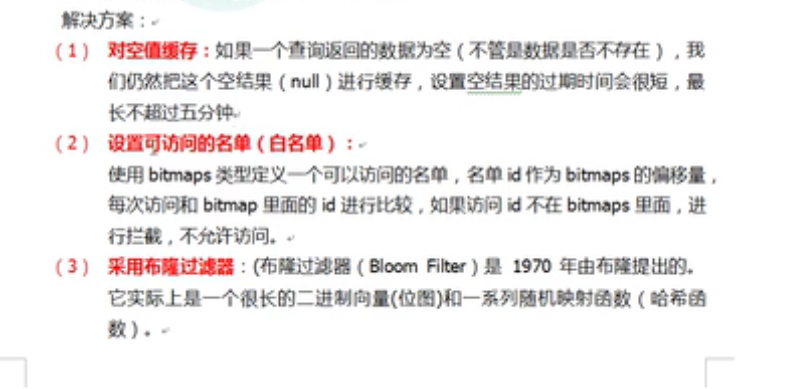 解决方案：
（1） 对空值缓存：如果一个查询返回的数据为空（不管是数据是否不存在），我
们仍然把这个空结果（null）进行缓存，设置空结果的过期时间会很短，最
长不超过五分钟
（2） 设置可访问的名单（白名单）：
使用 bitmaps 类型定义一个可以访问的名单，名单 id 作为 bitmaps 的偏移量，
每次访问和 bitmap 里面的 id 进行比较，如果访问 id 不在 bitmaps 里面，进
行拦截，不允许访问。
（3） 采用布隆过滤器：(布隆过滤器（Bloom Filter）是 1970 年由布隆提出的。
它实际上是一个很长的二进制向量(位图)和一系列随机映射函数（哈希函
数）。